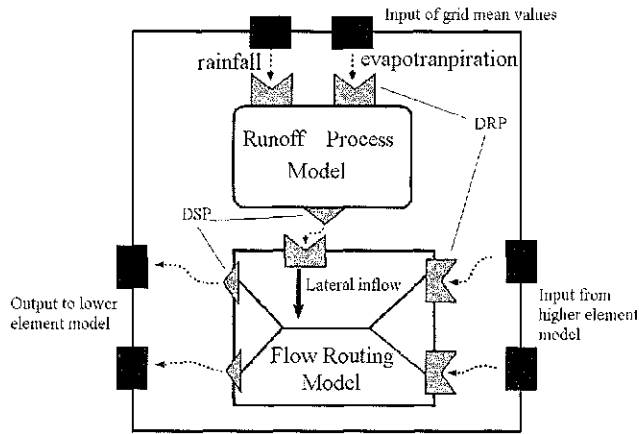 Input of grid mean values
rainfall
evapotranpiration
DRP
Runoff Process
Model
DSP
Lateral inflow
Output to lower
element model
Input from
higher element
model
Flow Routing
Model